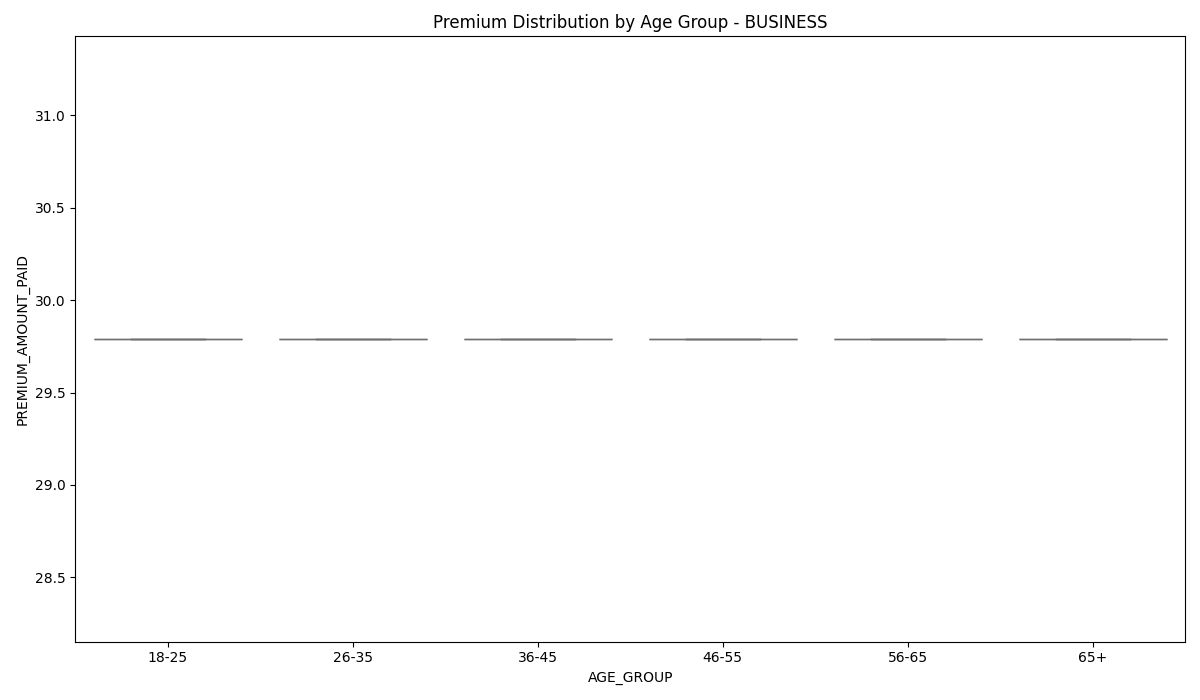 Premium Distribution by Age Group - BUSINESS
31.0
30.5
30.0
29.5
29.0
28.5
PREMIUM_AMOUNT_PAID
18-25 26-35 36-45 46-55 56-65 65+
AGE_GROUP